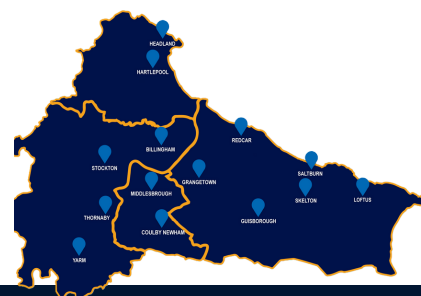 HEADLAND
HARTLEPOOL
REDCAR
BILLINGHAM
STOCKTON
SALTBURN
GRANGETOWN
MIDDLESBROUGH
SKELTON
LOFTUS
THORNABY
GUISBOROUGH
COULBY NEWHAM
YARM